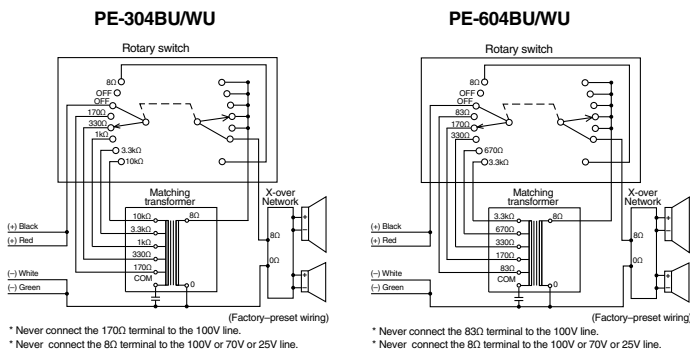 PE-304BU/WU
Rotary switch
8Ω
OFF
OFF
170Ω
330Ω
1kΩ
3.3kΩ
10kΩ
Matching
transformer
10kΩ
3.3kΩ
1kΩ
330Ω
170Ω
COM
8Ω
0
X-over
Network
8Ω
0Ω
+
−
+
−
(+) Black
(+) Red
(−) White
(−) Green
(Factory–preset wiring)
* Never connect the 170Ω terminal to the 100V line.
* Never connect the 8Ω terminal to the 100V or 70V or 25V line.
PE-604BU/WU
Rotary switch
8Ω
OFF
OFF
83Ω
170Ω
330Ω
670Ω
3.3kΩ
Matching
transformer
3.3kΩ
670Ω
330Ω
170Ω
83Ω
COM
8Ω
0
X-over
Network
8Ω
0Ω
+
−
+
−
(+) Black
(+) Red
(−) White
(−) Green
(Factory–preset wiring)
* Never connect the 83Ω terminal to the 100V line.
* Never connect the 8Ω terminal to the 100V or 70V or 25V line.